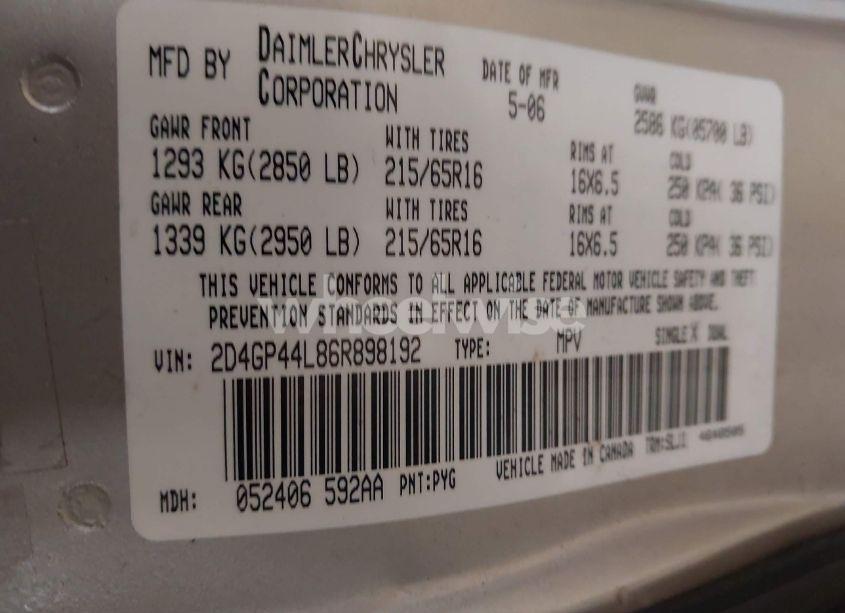 MFD BY DAIMLERCHRYSLER CORPORATION
DATE OF MFR 5-06
GVWR 2586 KG(05700 LB)
GAWR FRONT WITH TIRES RIMS AT COLD
1293 KG(2850 LB) 215/65R16 16X6.5 250 KPA( 36 PSI)
GAWR REAR WITH TIRES RIMS AT COLD
1339 KG(2950 LB) 215/65R16 16X6.5 250 KPA( 36 PSI)
THIS VEHICLE CONFORMS TO ALL APPLICABLE FEDERAL MOTOR VEHICLE SAFETY AND THEFT
PREVENTION STANDARDS IN EFFECT ON THE DATE OF MANUFACTURE SHOWN ABOVE.
wheelwise
VIN: 2D4GP44L86R898192 TYPE: MPV SINGLE X DUAL
MDH: 052406 592AA PNT:PYG VEHICLE MADE IN CANADA